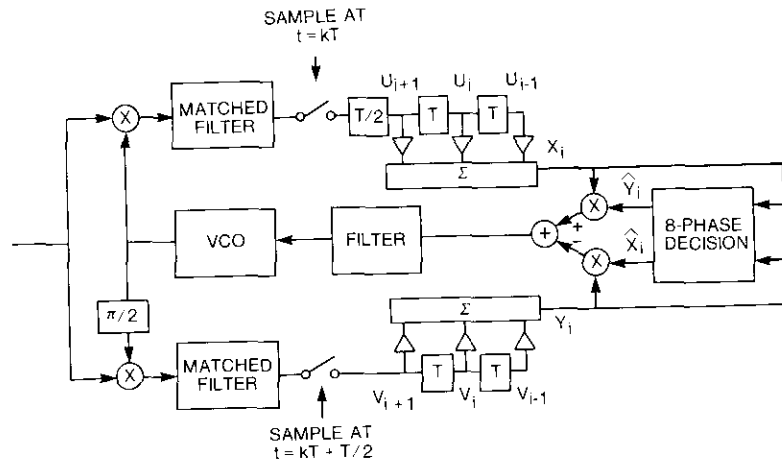 SAMPLE AT
t=kT
X
MATCHED
FILTER
T/2
U_{i+1}
T
U_i
T
U_{i-1}
Σ
X_i
VCO
FILTER
+
+
−
X
X
Ŷ_i
X̂_i
8-PHASE
DECISION
π/2
X
MATCHED
FILTER
Σ
Y_i
V_{i+1}
T
V_i
T
V_{i-1}
SAMPLE AT
t=kT + T/2